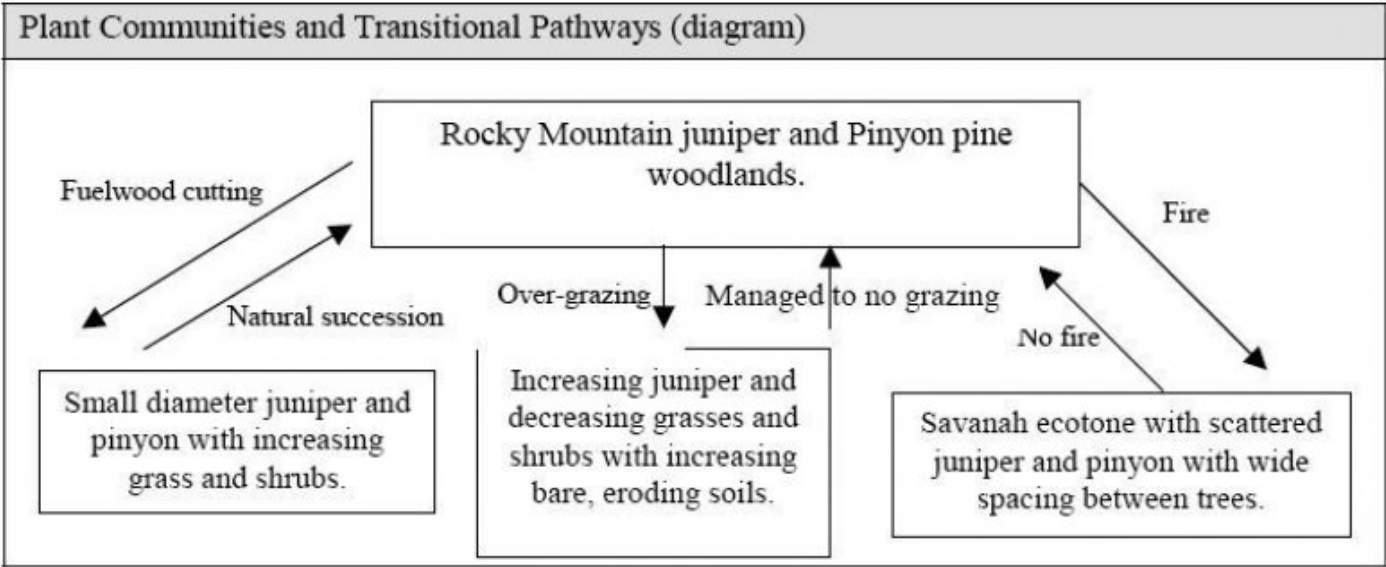 Plant Communities and Transitional Pathways (diagram)
Rocky Mountain juniper and Pinyon pine
woodlands.
Fuelwood cutting
Fire
Over-grazing
Managed to no grazing
Natural succession
No fire
Small diameter juniper and
pinyon with increasing
grass and shrubs.
Increasing juniper and
decreasing grasses and
shrubs with increasing
bare, eroding soils.
Savanah ecotone with scattered
juniper and pinyon with wide
spacing between trees.